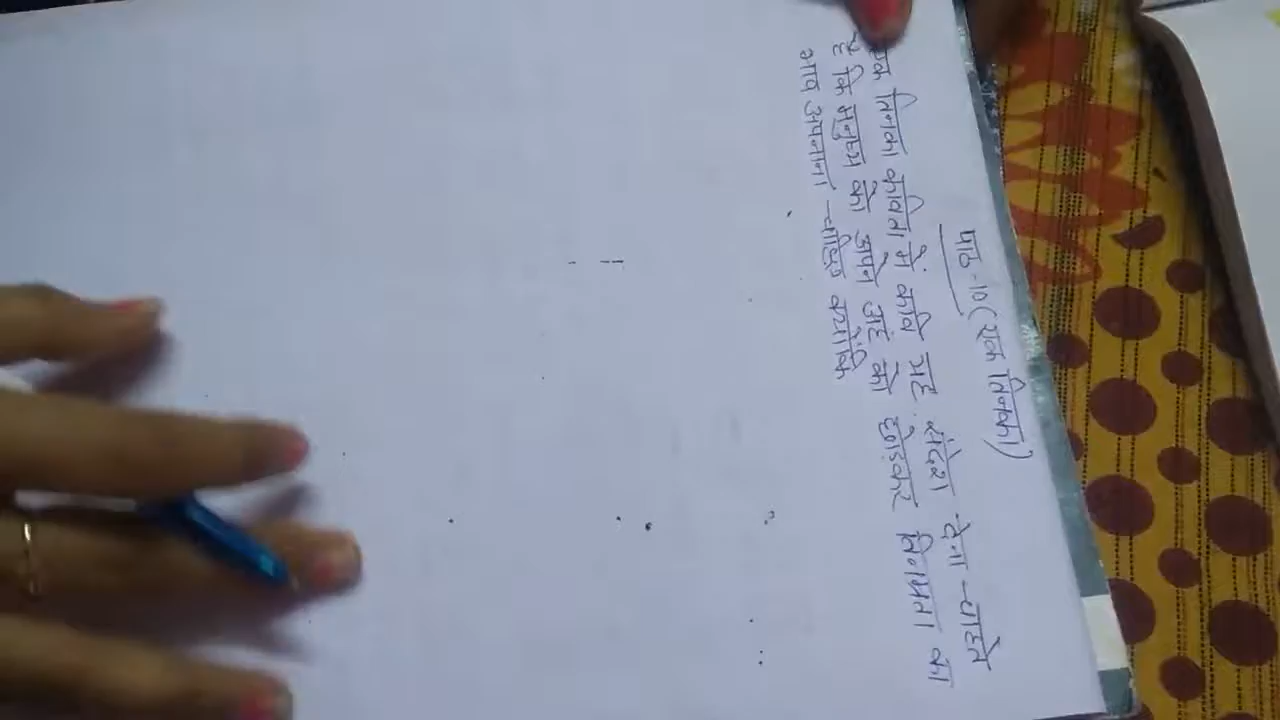 पाठ -10 (एक तिनका)
एक तिनका कविता में कवि यह संदेश देना चाहते
है कि मनुष्य को अपने अहं को छोड़कर विनम्रता का
भाव अपनाना चाहिए क्योंकि